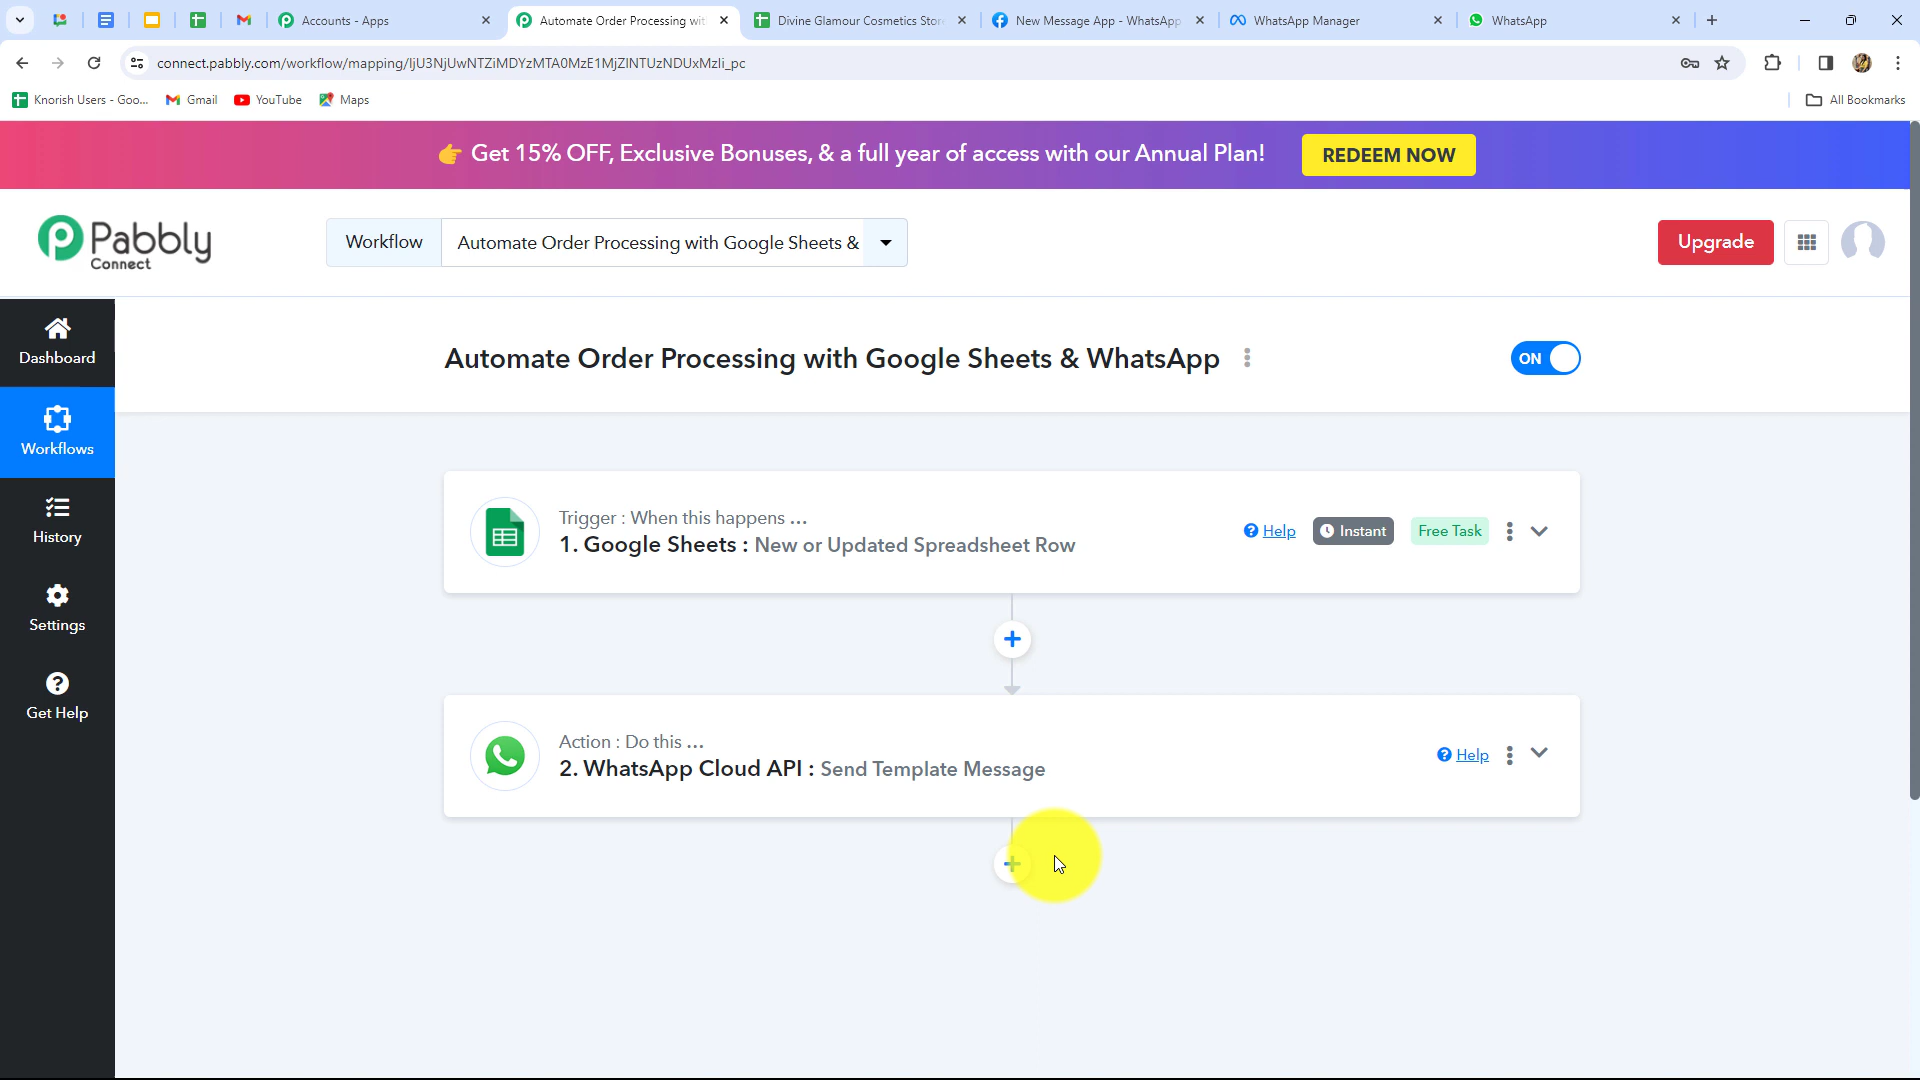 Accounts - Apps
Automate Order Processing wit
Divine Glamour Cosmetics Store
New Message App - WhatsApp
WhatsApp Manager
WhatsApp
connect.pabbly.com/workflow/mapping/
Knorish Users - Goo...
Gmail
YouTube
Maps
All Bookmarks
Get 15% OFF, Exclusive Bonuses, & a full year of access with our Annual Plan!
REDEEM NOW
Pabbly
Connect
Workflow
Automate Order Processing with Google Sheets &
Upgrade
Dashboard
Workflows
History
Settings
Get Help
Automate Order Processing with Google Sheets & WhatsApp
ON
Trigger : When this happens ...
1. Google Sheets : New or Updated Spreadsheet Row
Help
Instant
Free Task
Action : Do this ...
2. WhatsApp Cloud API : Send Template Message
Help